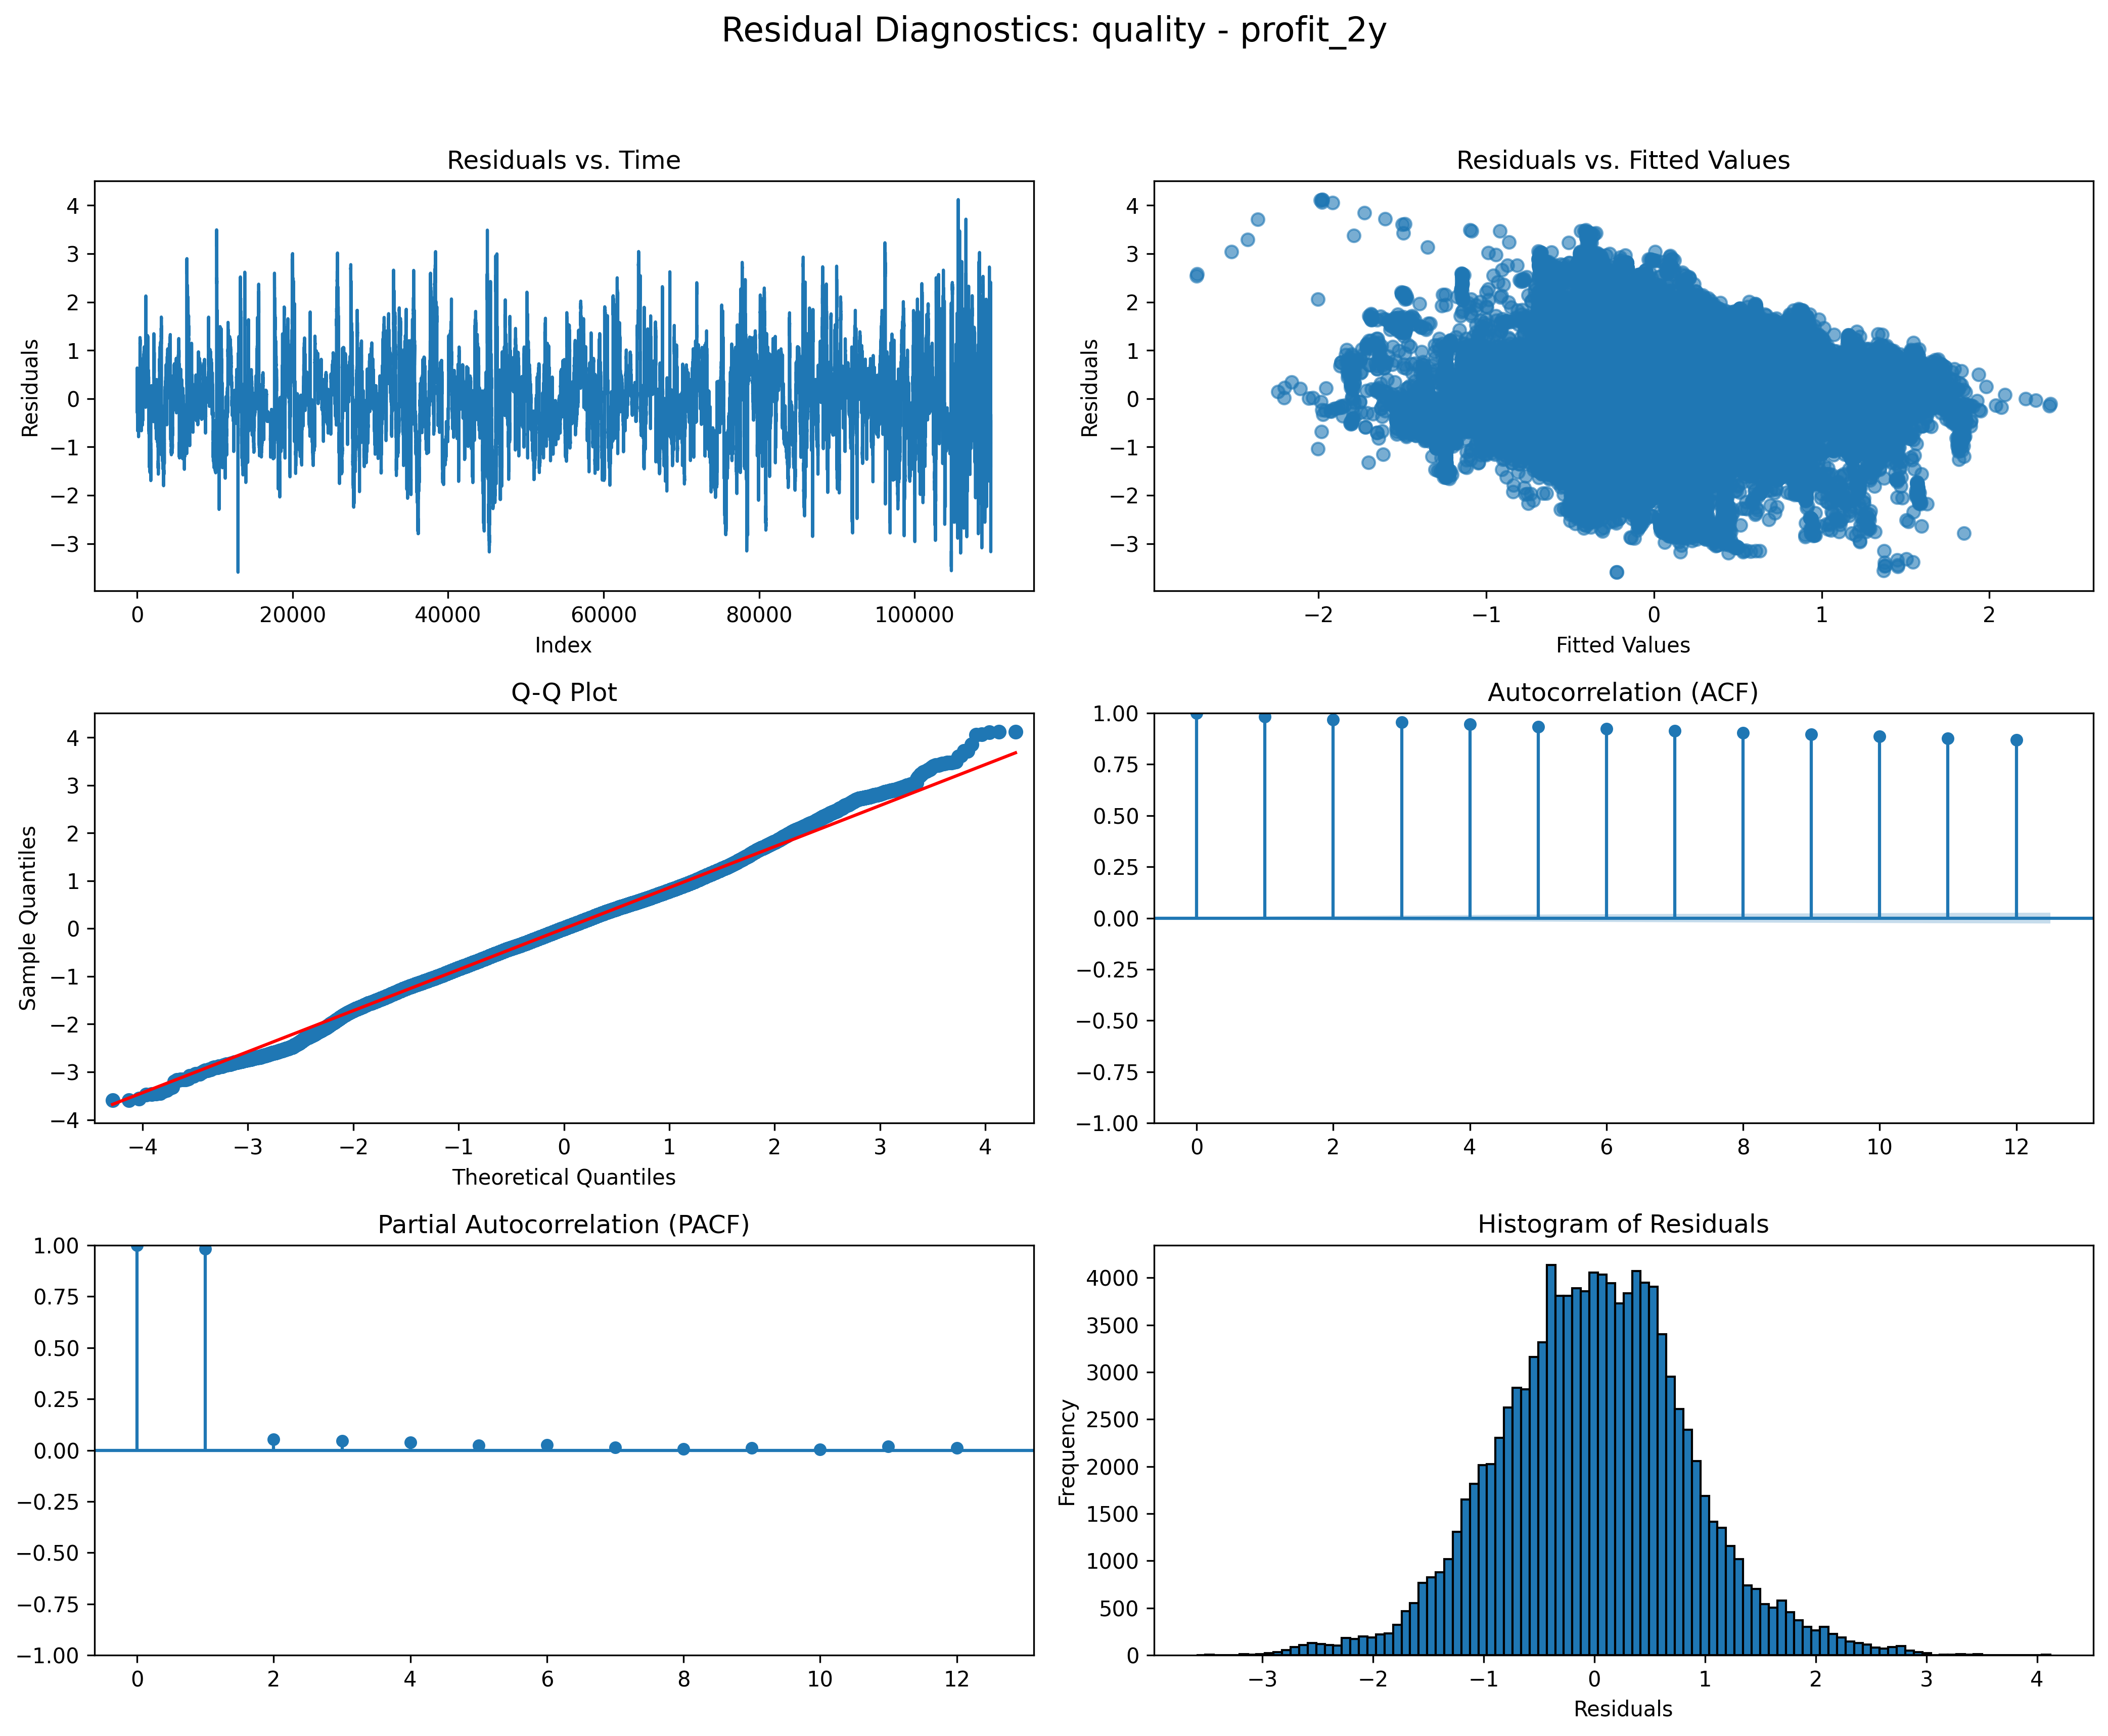 Residual Diagnostics: quality - profit_2y
Residuals vs. Time
4
3
2
1
0
−1
−2
−3
Residuals
0 20000 40000 60000 80000 100000
Index
Residuals vs. Fitted Values
4
3
2
1
0
−1
−2
−3
Residuals
−2 −1 0 1 2
Fitted Values
Q-Q Plot
4
3
2
1
0
−1
−2
−3
−4
Sample Quantiles
−4 −3 −2 −1 0 1 2 3 4
Theoretical Quantiles
Autocorrelation (ACF)
1.00
0.75
0.50
0.25
0.00
−0.25
−0.50
−0.75
−1.00
0 2 4 6 8 10 12
Partial Autocorrelation (PACF)
1.00
0.75
0.50
0.25
0.00
−0.25
−0.50
−0.75
−1.00
0 2 4 6 8 10 12
Histogram of Residuals
4000
3500
3000
2500
2000
1500
1000
500
0
Frequency
−3 −2 −1 0 1 2 3 4
Residuals